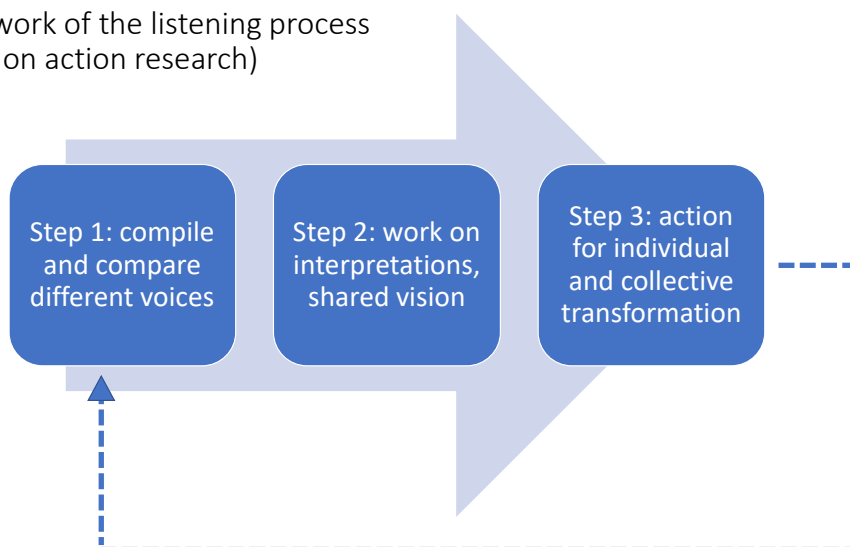 work of the listening process
on action research)
Step 1: compile
and compare
different voices
Step 2: work on
interpretations,
shared vision
Step 3: action
for individual
and collective
transformation